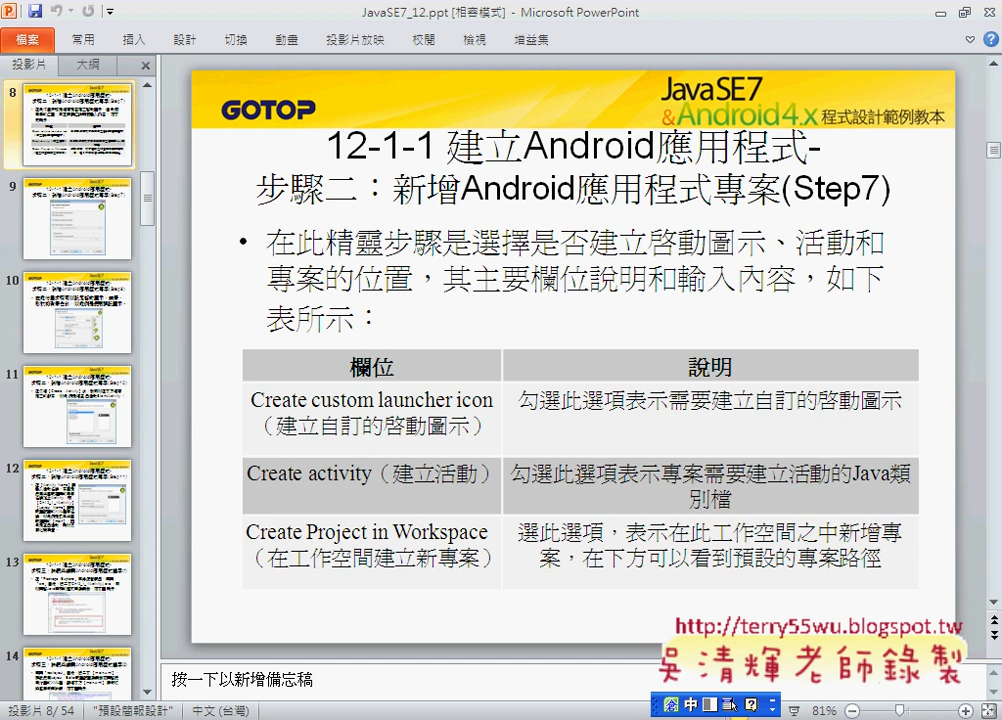 JavaSE7_12.ppt [相容模式] - Microsoft PowerPoint
檔案 常用 插入 設計 切換 動畫 投影片放映 校閱 檢視 增益集
投影片 大綱
8
9
10
11
12
13
14
GOTOP
JavaSE7
&Android4.x 程式設計範例教本
12-1-1 建立Android應用程式-
步驟二：新增Android應用程式專案(Step7)
• 在此精靈步驟是選擇是否建立啟動圖示、活動和
專案的位置，其主要欄位說明和輸入內容，如下
表所示：
欄位 說明
Create custom launcher icon
（建立自訂的啟動圖示）
勾選此選項表示需要建立自訂的啟動圖示
Create activity（建立活動）
勾選此選項表示專案需要建立活動的Java類
別檔
Create Project in Workspace
（在工作空間建立新專案）
選此選項，表示在此工作空間之中新增專
案，在下方可以看到預設的專案路徑
http://terry55wu.blogspot.tw
吳清輝老師錄製
按一下以新增備忘稿
投影片 8/54 "預設簡報設計" 中文 (台灣) 中 81%